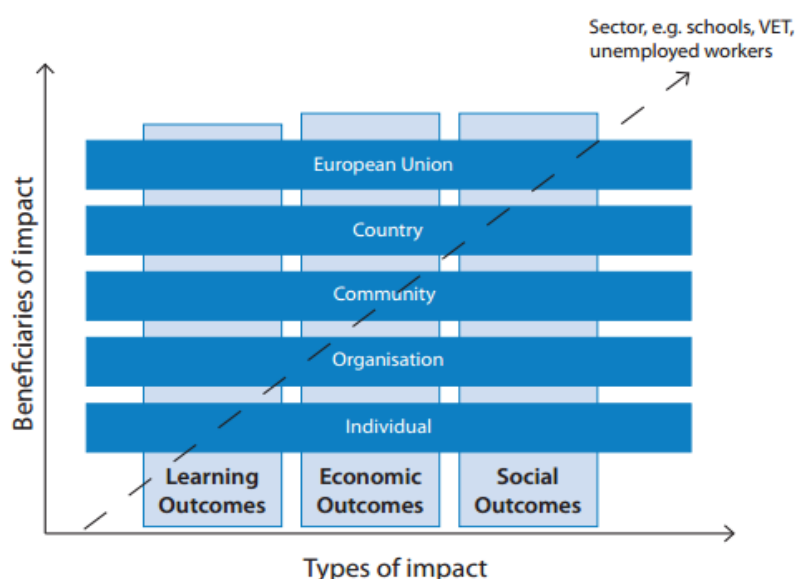 Sector, e.g. schools, VET,
unemployed workers
Beneficiaries of impact
European Union
Country
Community
Organisation
Individual
Learning
Outcomes
Economic
Outcomes
Social
Outcomes
Types of impact